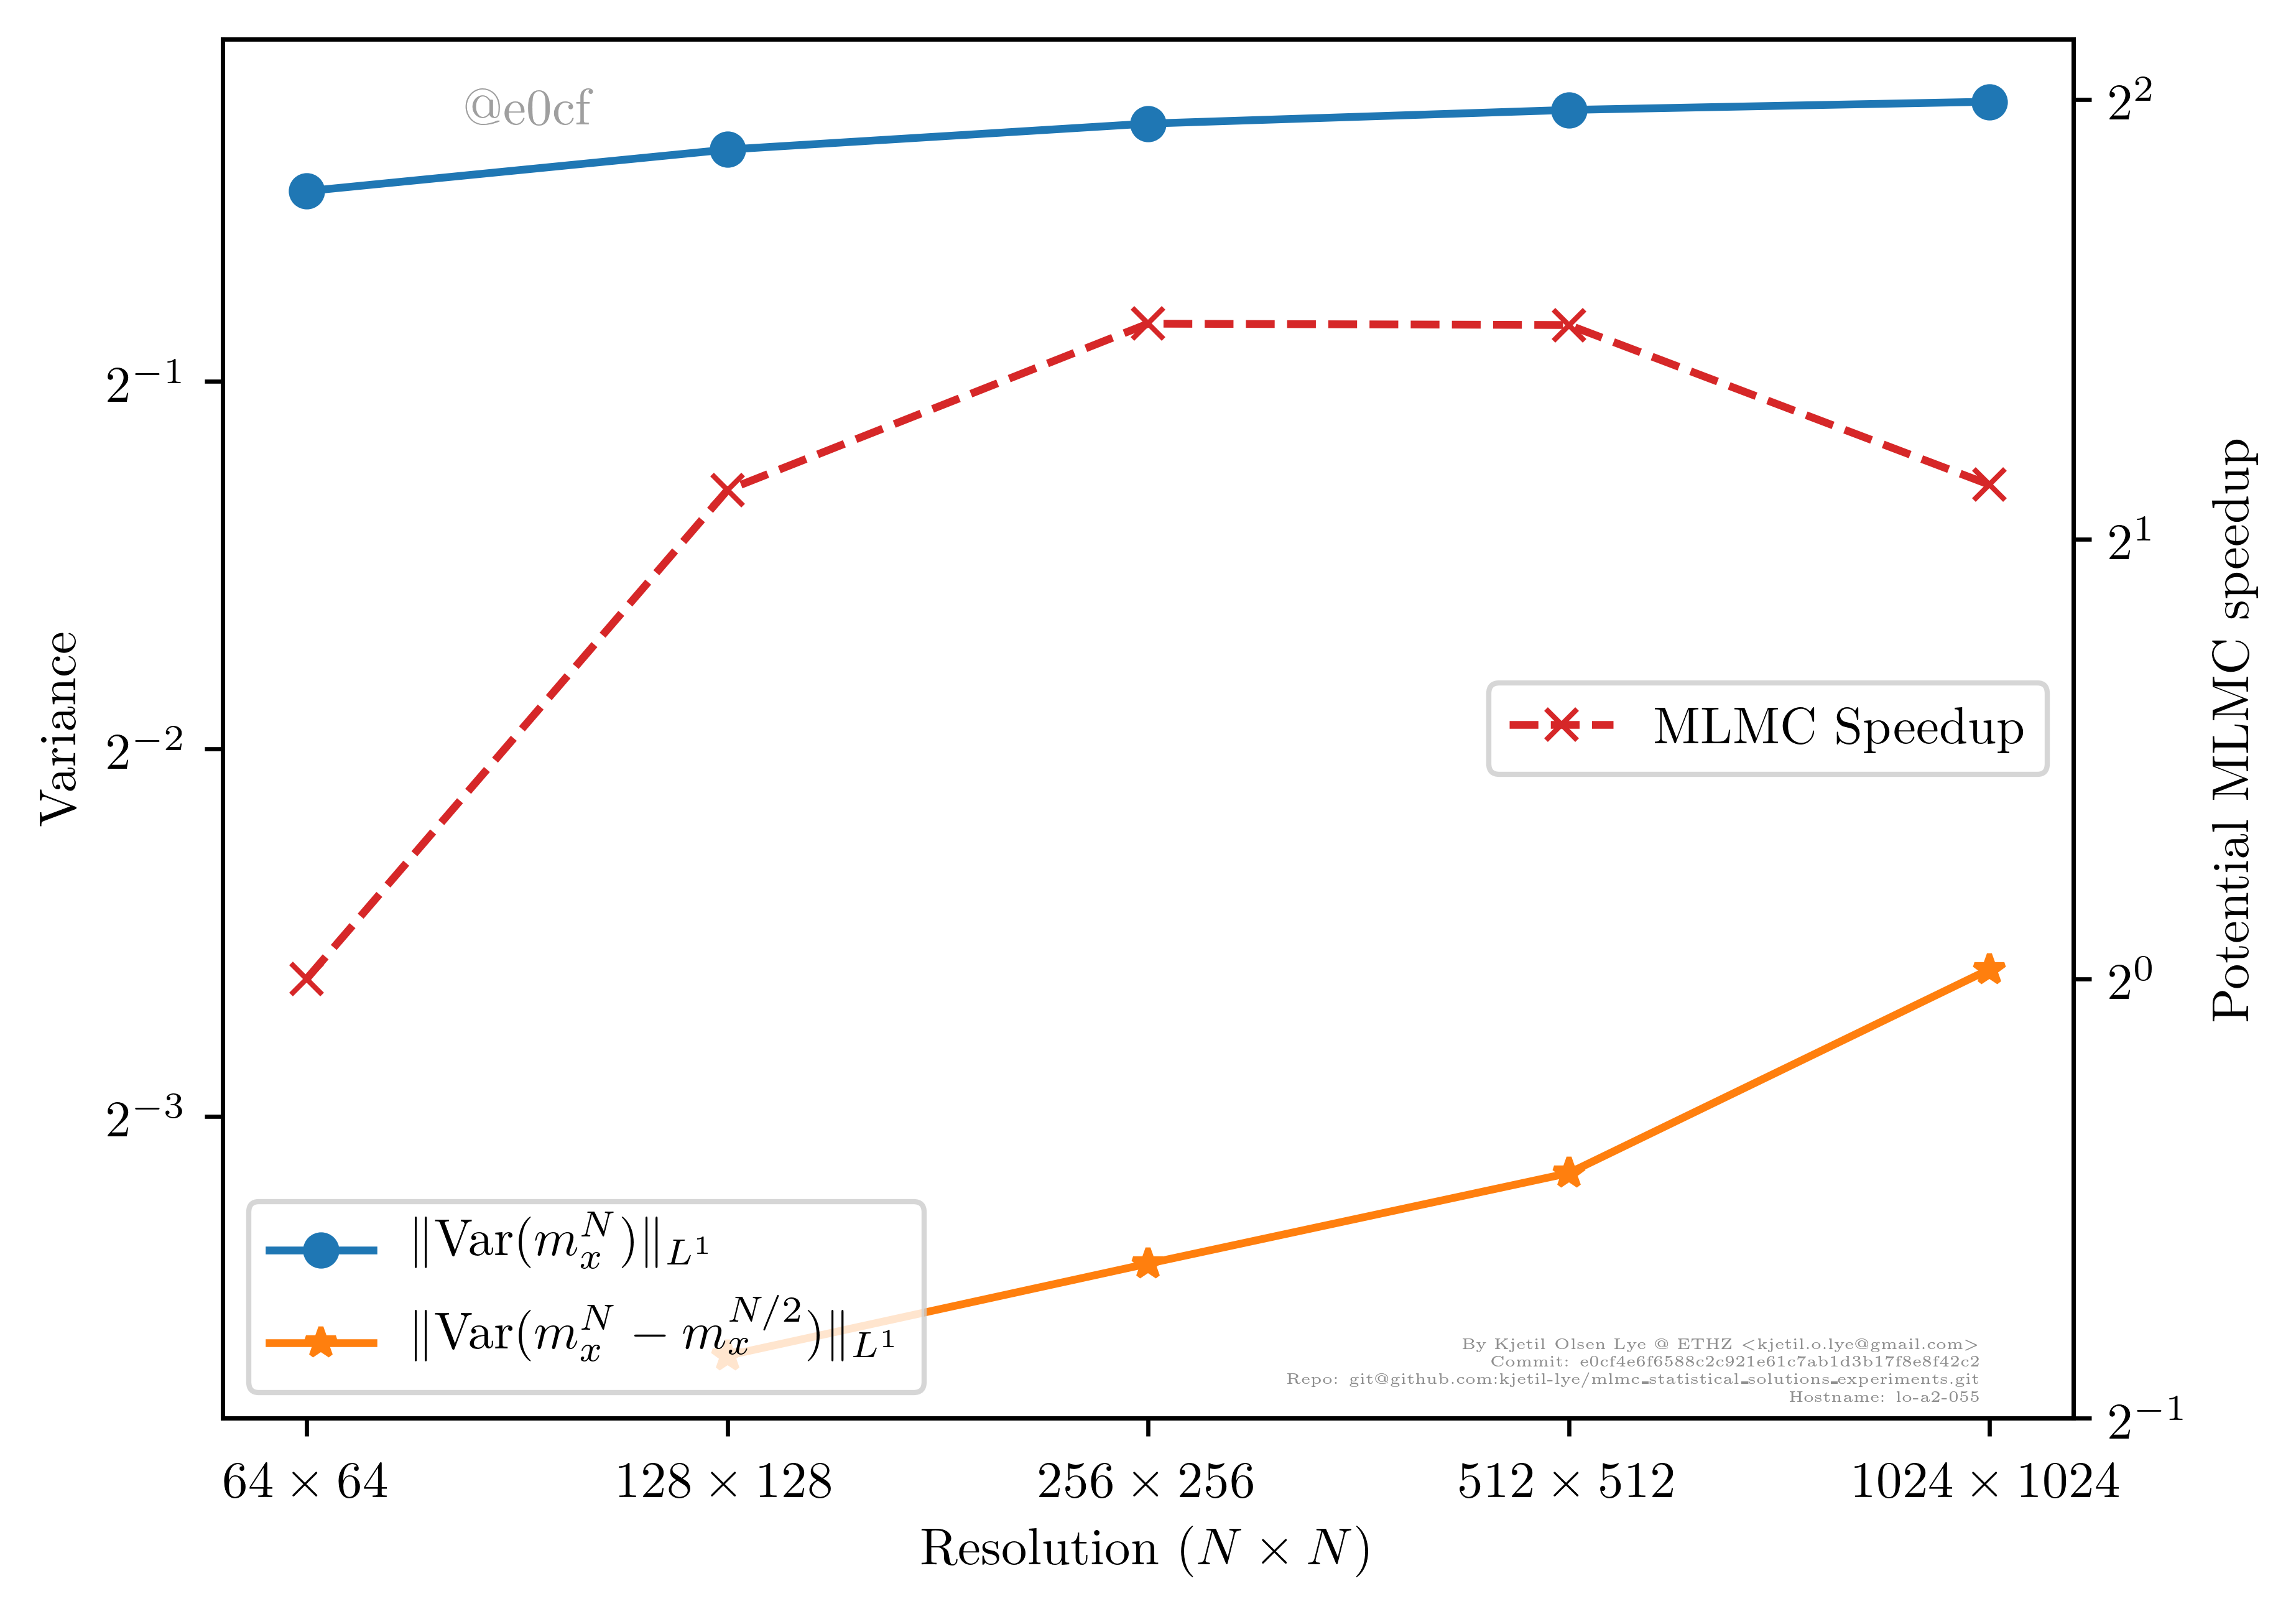 @e0cf
2^2
2^{-1}
2^1
Variance
Potential MLMC speedup
MLMC Speedup
2^{-2}
2^0
2^{-3}
‖Var(m_x^N)‖_{L^1}
‖Var(m_x^N − m_x^{N/2})‖_{L^1}
By Kjetil Olsen Lye @ ETHZ <kjetil.o.lye@gmail.com>
Commit: e0cf4e6f6588c2c921e61c7ab1d3b17f8e8f42c2
Repo: git@github.com:kjetil-lye/mlmc_statistical_solutions_experiments.git
Hostname: lo-a2-055
2^{-1}
64 × 64 128 × 128 256 × 256 512 × 512 1024 × 1024
Resolution (N × N)